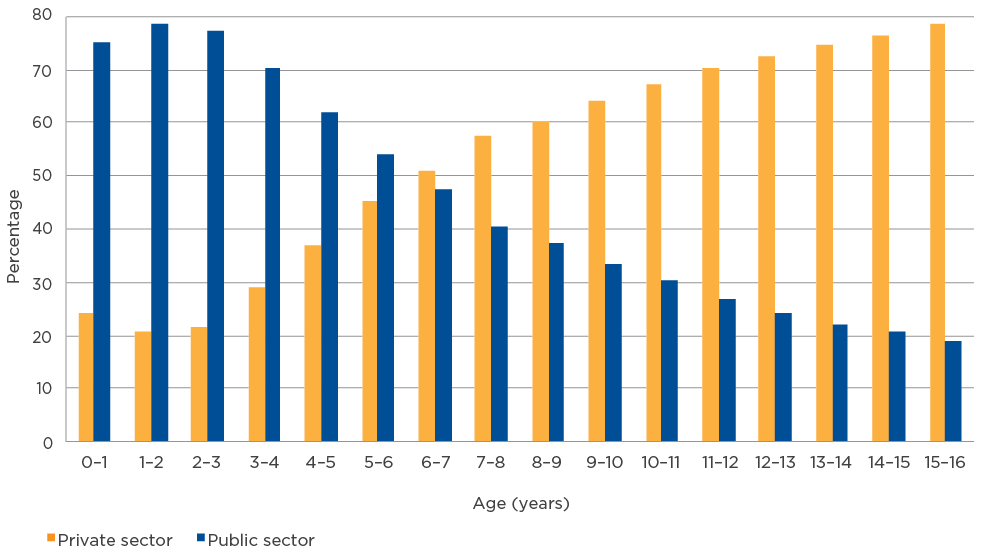 80
70
60
50
40
30
20
10
0
Percentage
0–1 1–2 2–3 3–4 4–5 5–6 6–7 7–8 8–9 9–10 10–11 11–12 12–13 13–14 14–15 15–16
Age (years)
Private sector Public sector